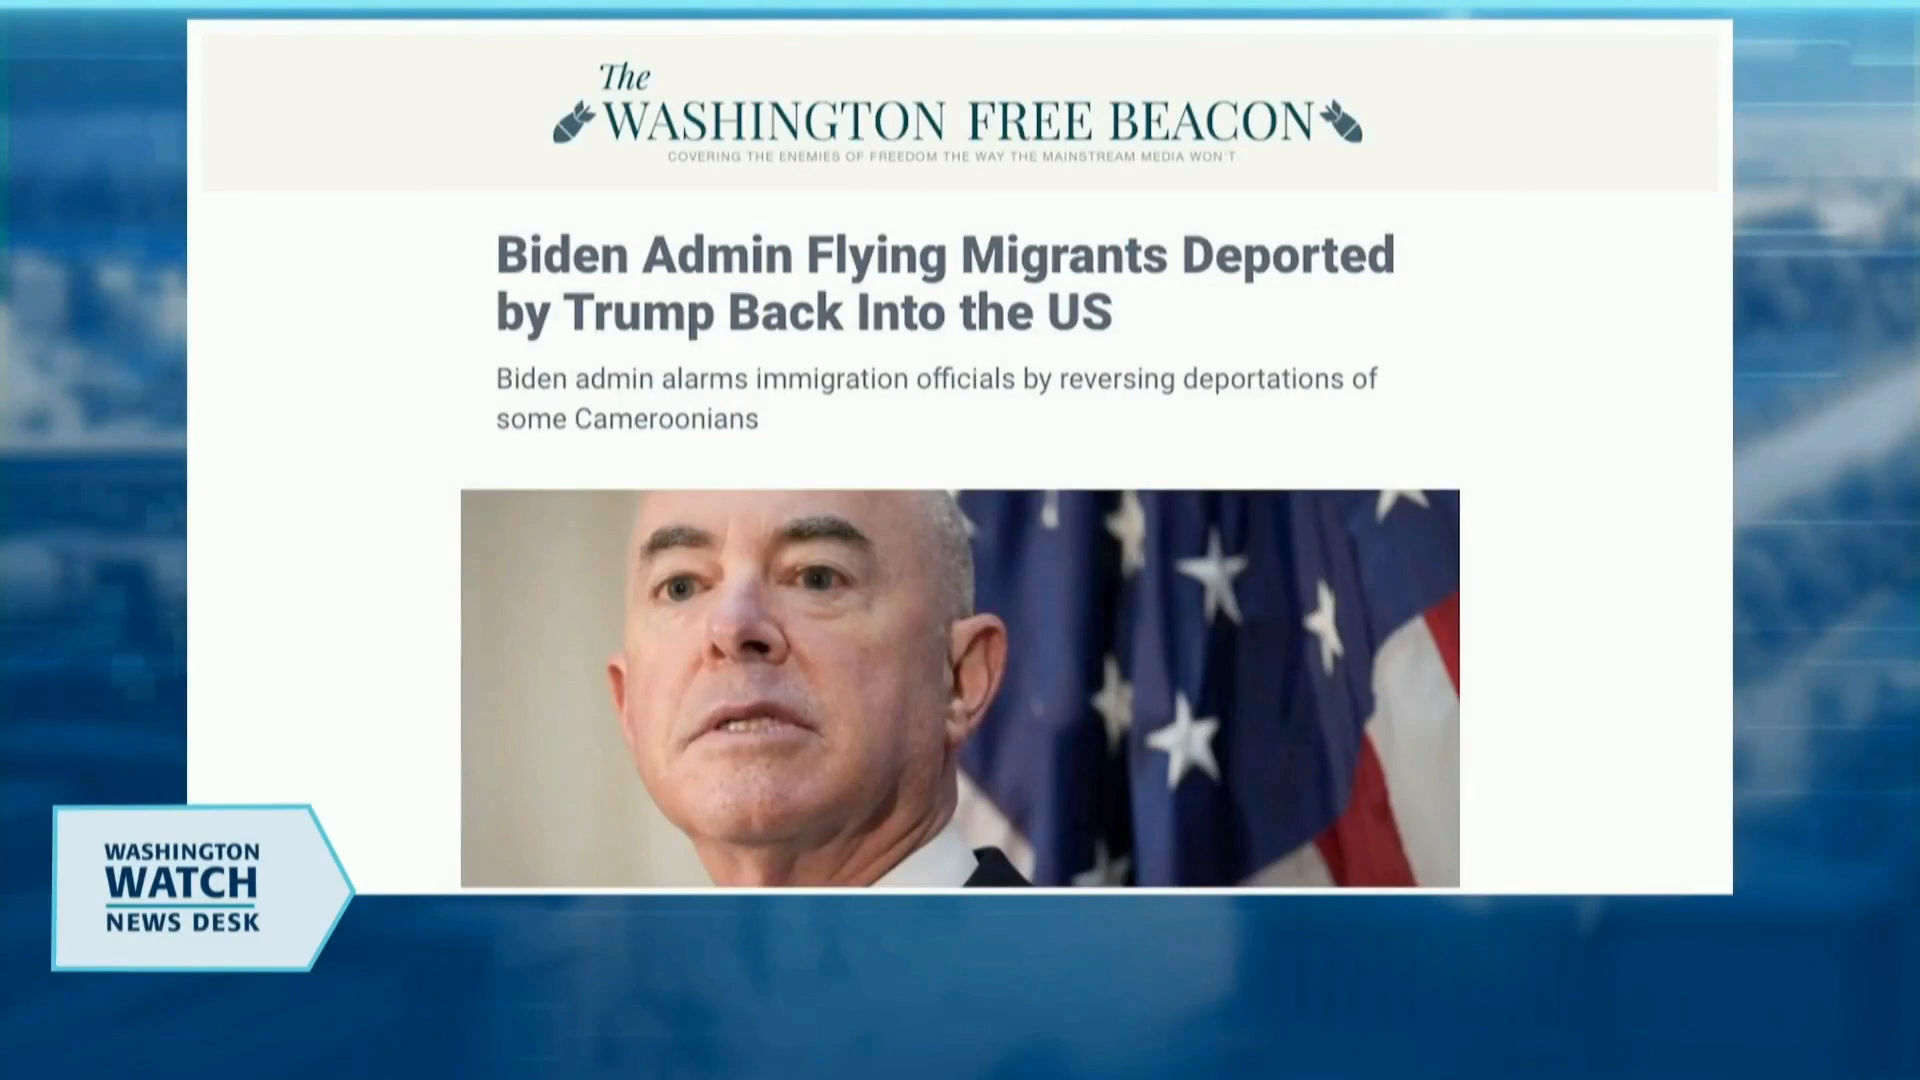 The
WASHINGTON FREE BEACON
COVERING THE ENEMIES OF FREEDOM THE WAY THE MAINSTREAM MEDIA WON'T
Biden Admin Flying Migrants Deported
by Trump Back Into the US
Biden admin alarms immigration officials by reversing deportations of
some Cameroonians
WASHINGTON
WATCH
NEWS DESK